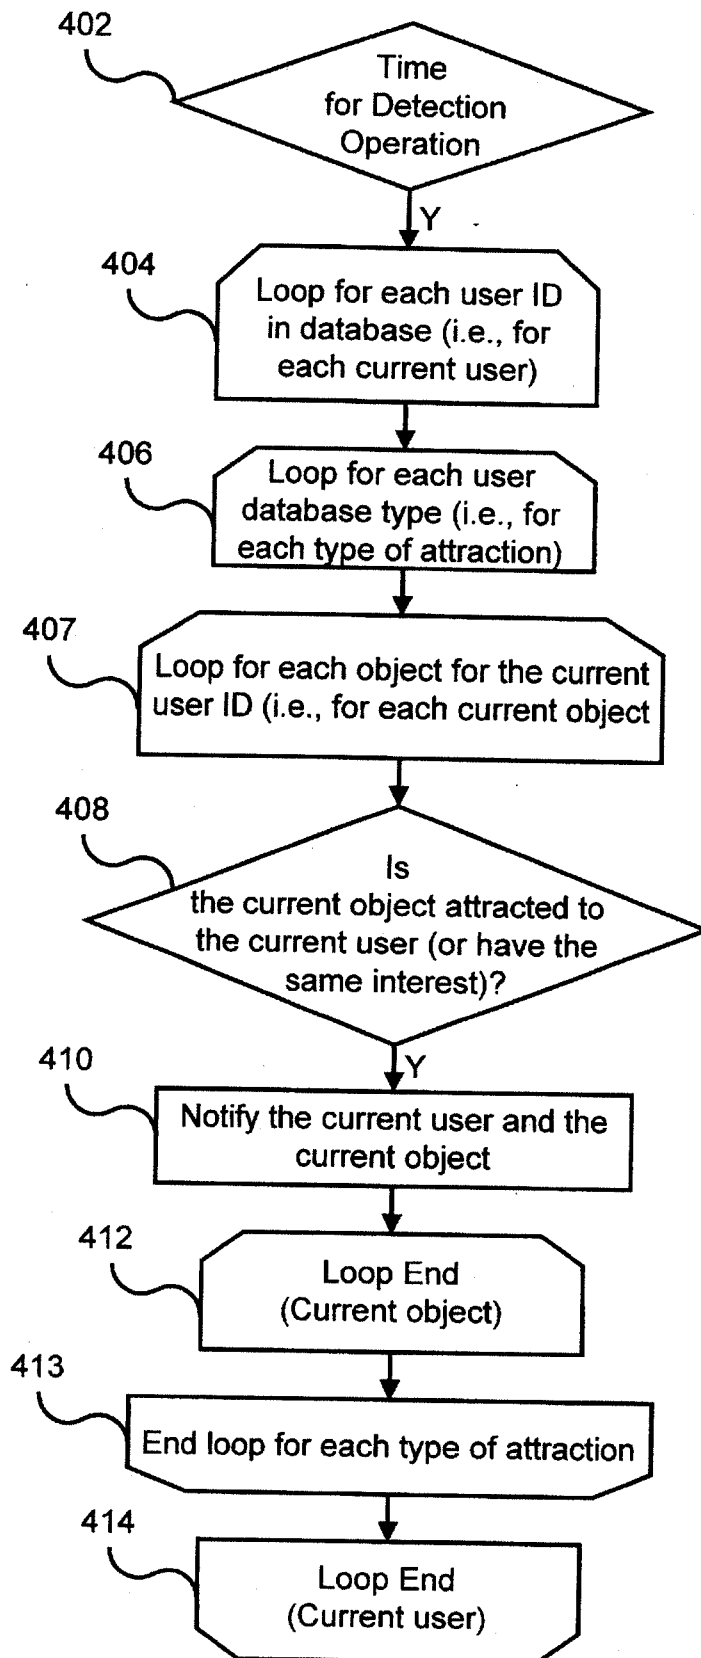 402
Time
for Detection
Operation
Y
404
Loop for each user ID
in database (i.e., for
each current user)
406
Loop for each user
database type (i.e., for
each type of attraction)
407
Loop for each object for the current
user ID (i.e., for each current object
408
Is
the current object attracted to
the current user (or have the
same interest)?
Y
410
Notify the current user and the
current object
412
Loop End
(Current object)
413
End loop for each type of attraction
414
Loop End
(Current user)